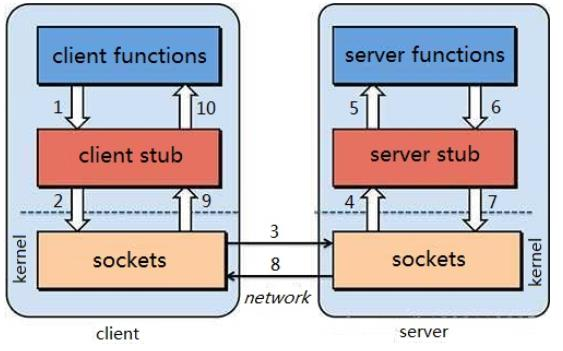 client functions
server functions
1
10
5
6
client stub
server stub
2
9
4
7
kernel
sockets
3
8
network
sockets
kernel
client
server